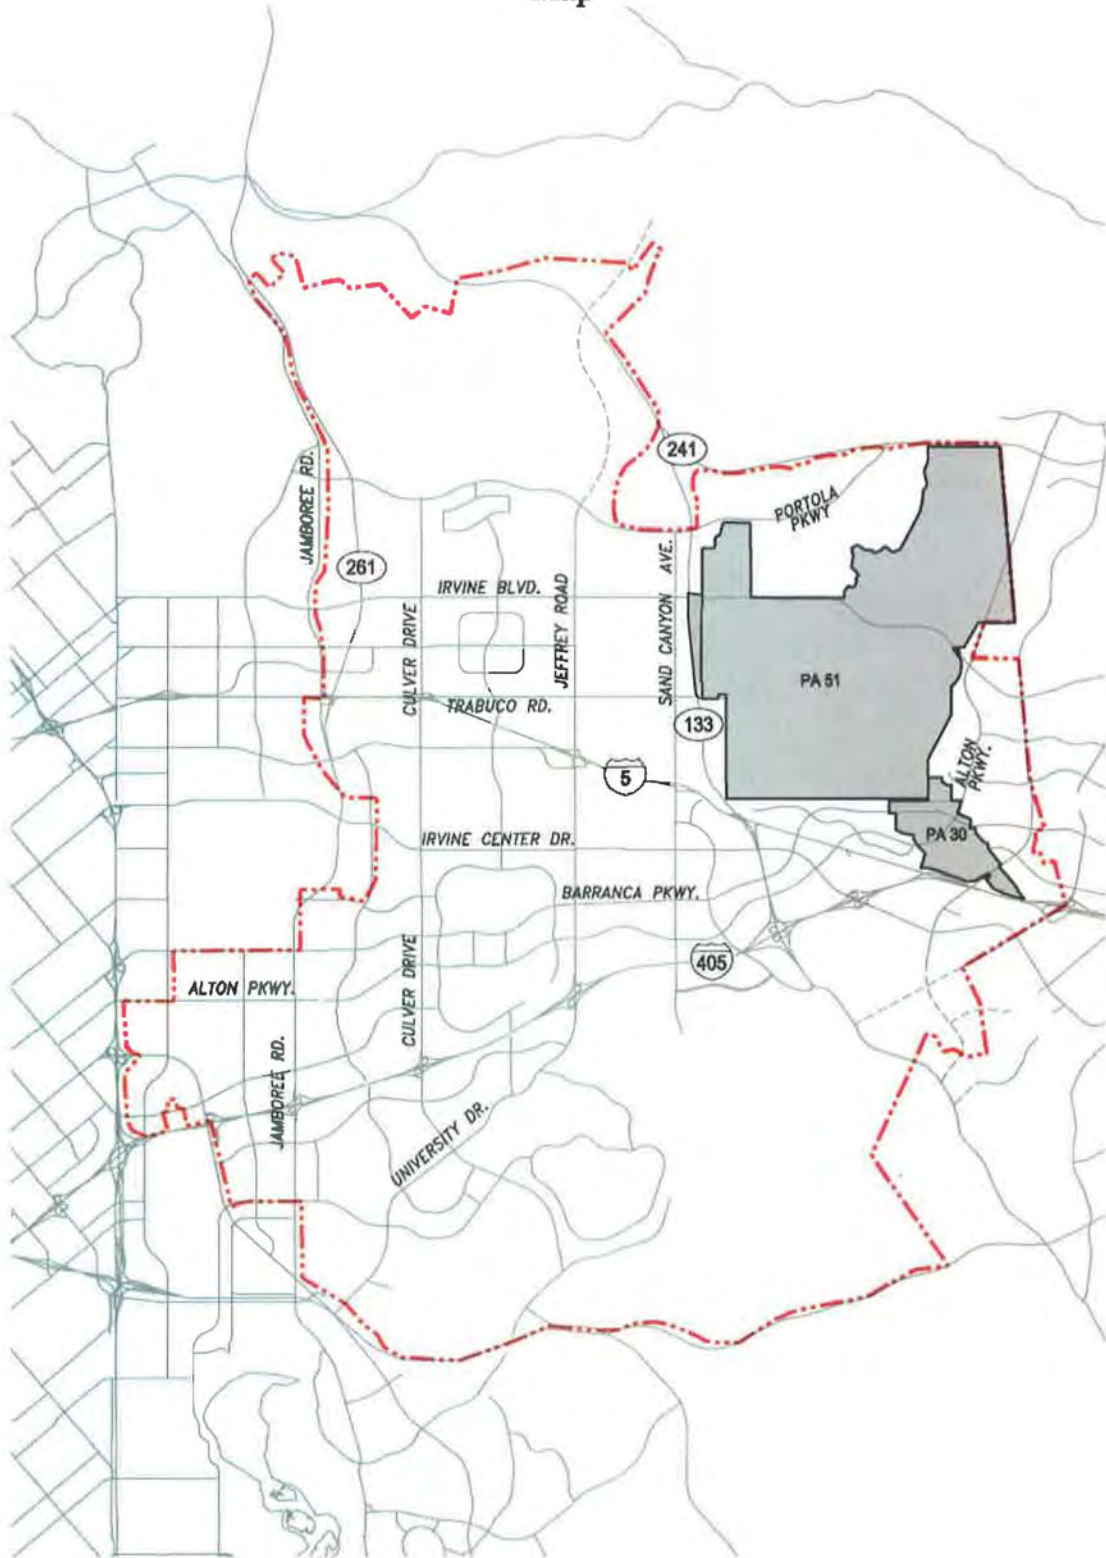 241
PORTOLA
PKWY
JAMBOREE RD.
261
SAND CANYON AVE.
IRVINE BLVD.
CULVER DRIVE
JEFFREY ROAD
PA 51
TRABUCO RD.
133
5
ALTON
PKWY.
IRVINE CENTER DR.
PA 30
BARRANCA PKWY.
CULVER DRIVE
405
ALTON PKWY.
JAMBOREE RD.
UNIVERSITY DR.